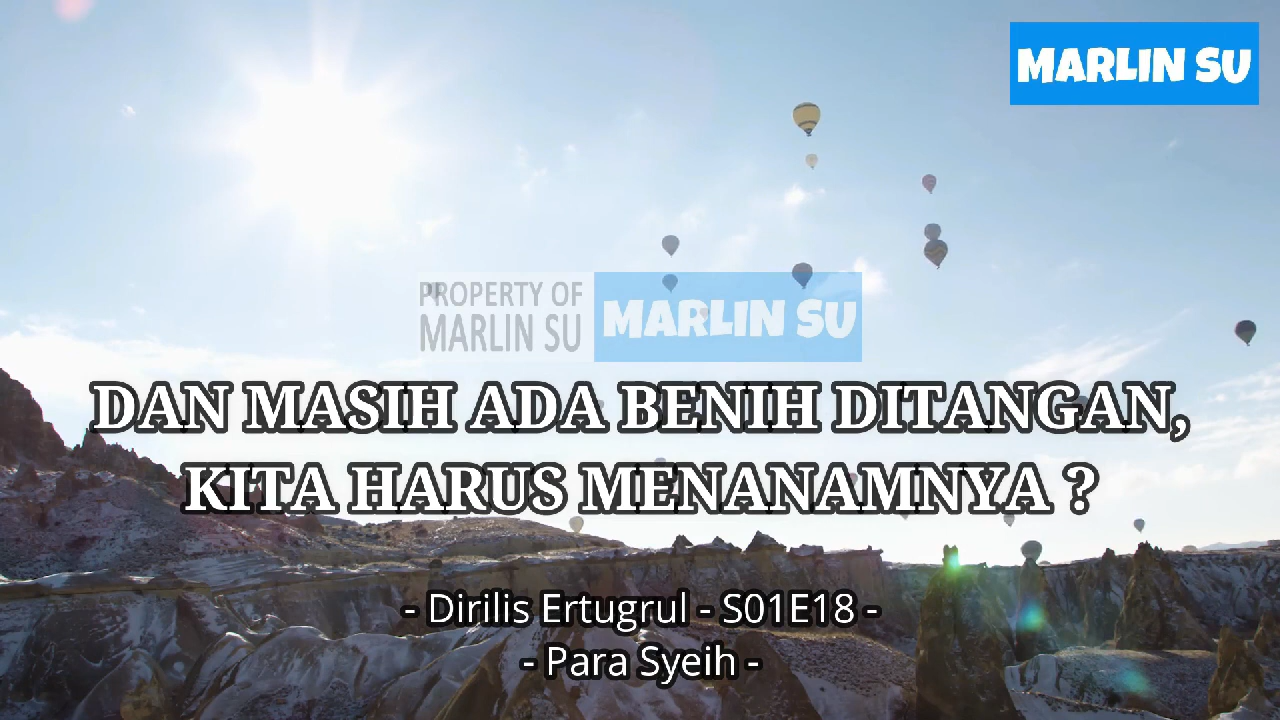 MARLIN SU
PROPERTY OF
MARLIN SU
MARLIN SU
DAN MASIH ADA BENIH DITANGAN,
KITA HARUS MENANAMNYA ?
- Dirilis Ertugrul - S01E18 -
- Para Syeih -